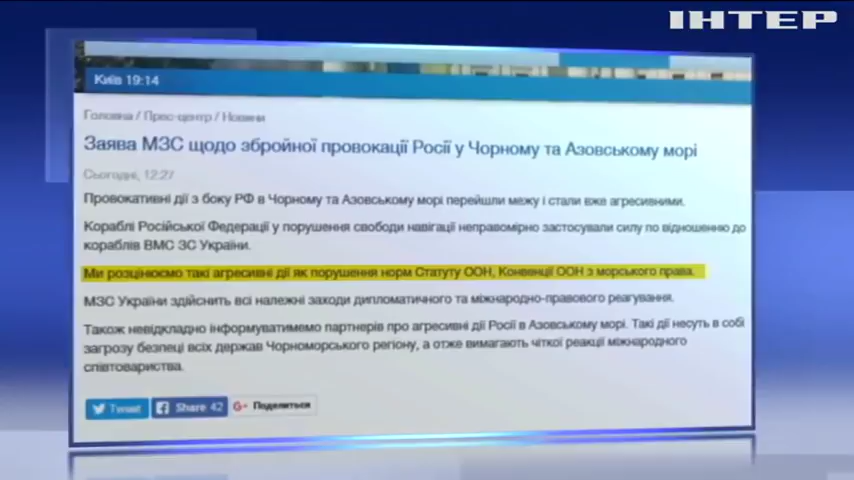 ІНТЕР
Київ 19:14
Головна / Прес-центр / Новини
Заява МЗС щодо збройної провокації Росії у Чорному та Азовському морі
Сьогодні, 12:27
Провокативні дії з боку РФ в Чорному та Азовському морі перейшли межу і стали вже агресивними.
Кораблі Російської Федерації у порушення свободи навігації неправомірно застосували силу по відношенню до
кораблів ВМС ЗС України.
Ми розцінюємо такі агресивні дії як порушення норм Статуту ООН, Конвенції ООН з морського права.
МЗС України здійснить всі належні заходи дипломатичного та міжнародно-правового реагування.
Також невідкладно інформуватимемо партнерів про агресивні дії Росії в Азовському морі. Такі дії несуть в собі
загрозу безпеці всіх держав Чорноморського регіону, а отже вимагають чіткої реакції міжнародного
співтовариства.
Tweet Share 42 G+ Поделиться